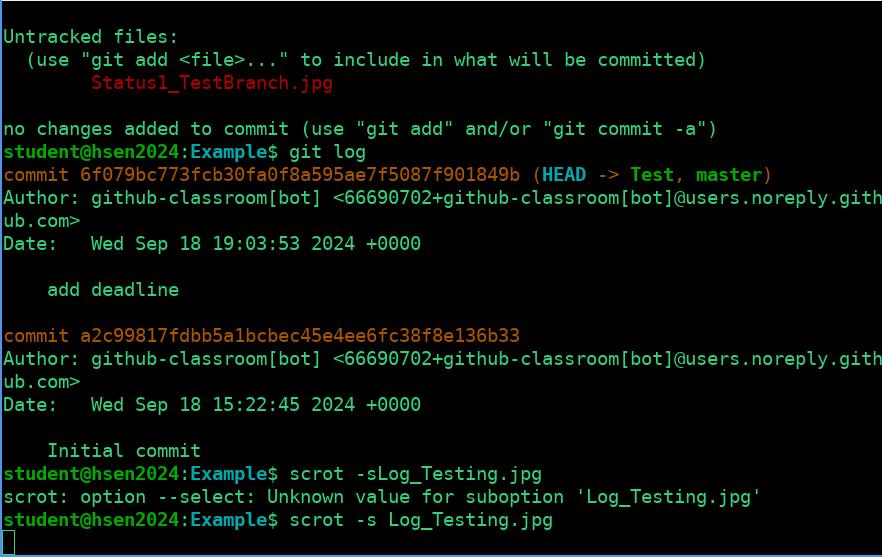 Untracked files:
  (use "git add <file>..." to include in what will be committed)
        Status1_TestBranch.jpg
no changes added to commit (use "git add" and/or "git commit -a")
student@hsen2024:Example$ git log
commit 6f079bc773fcb30fa0f8a595ae7f5087f901849b (HEAD -> Test, master)
Author: github-classroom[bot] <66690702+github-classroom[bot]@users.noreply.gith
ub.com>
Date:   Wed Sep 18 19:03:53 2024 +0000
    add deadline
commit a2c99817fdbb5a1bcbec45e4ee6fc38f8e136b33
Author: github-classroom[bot] <66690702+github-classroom[bot]@users.noreply.gith
ub.com>
Date:   Wed Sep 18 15:22:45 2024 +0000
    Initial commit
student@hsen2024:Example$ scrot -sLog_Testing.jpg
scrot: option --select: Unknown value for suboption 'Log_Testing.jpg'
student@hsen2024:Example$ scrot -s Log_Testing.jpg